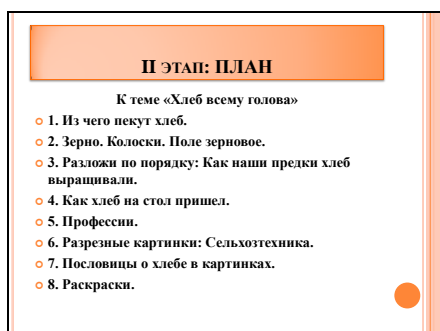 II ЭТАП: ПЛАН
К теме «Хлеб всему голова»
1. Из чего пекут хлеб.
2. Зерно. Колоски. Поле зерновое.
3. Разложи по порядку: Как наши предки хлеб
выращивали.
4. Как хлеб на стол пришел.
5. Профессии.
6. Разрезные картинки: Сельхозтехника.
7. Пословицы о хлебе в картинках.
8. Раскраски.